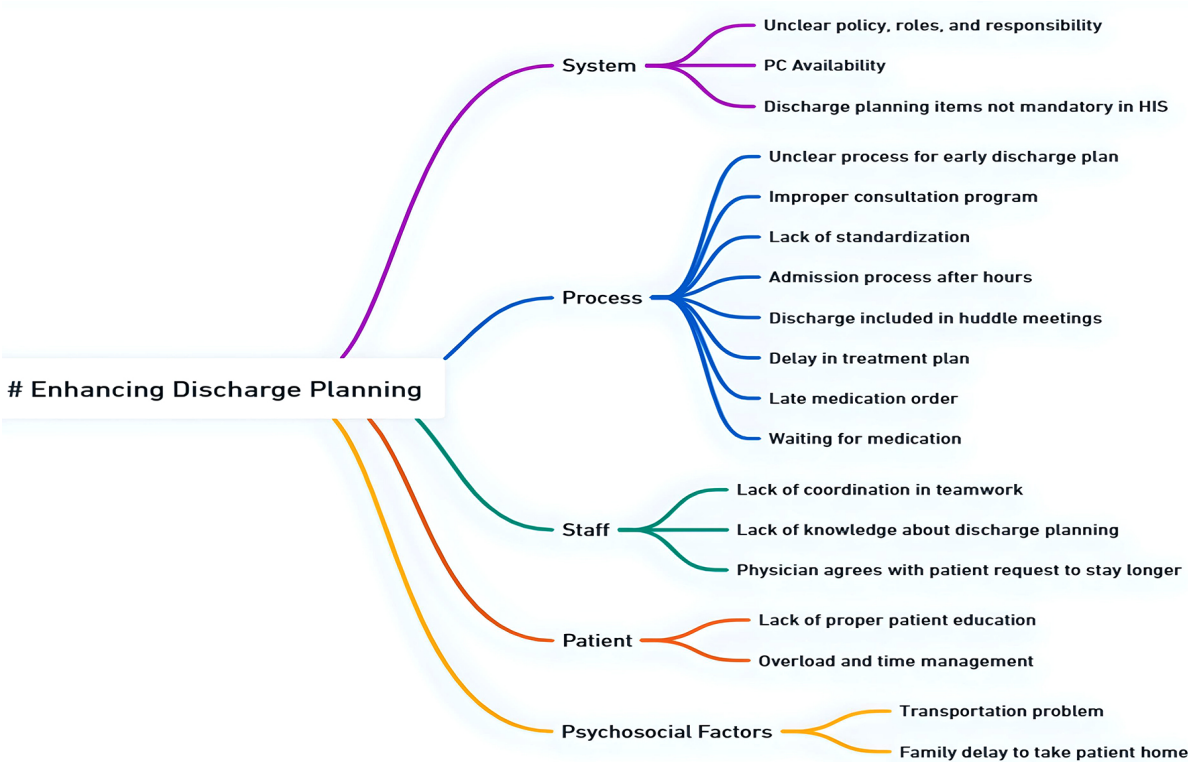 # Enhancing Discharge Planning
System
Unclear policy, roles, and responsibility
PC Availability
Discharge planning items not mandatory in HIS
Process
Unclear process for early discharge plan
Improper consultation program
Lack of standardization
Admission process after hours
Discharge included in huddle meetings
Delay in treatment plan
Late medication order
Waiting for medication
Staff
Lack of coordination in teamwork
Lack of knowledge about discharge planning
Physician agrees with patient request to stay longer
Patient
Lack of proper patient education
Overload and time management
Psychosocial Factors
Transportation problem
Family delay to take patient home